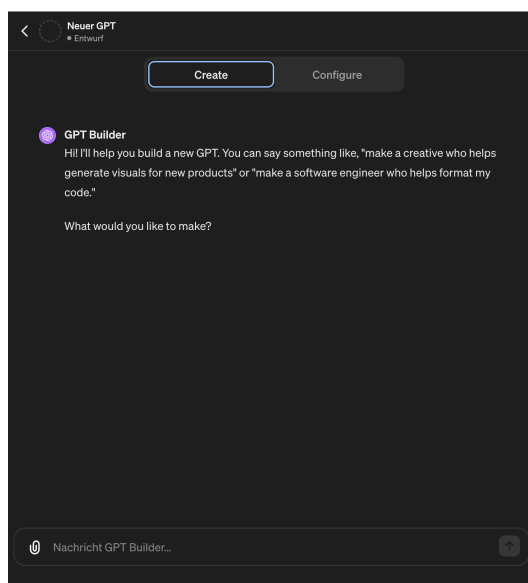 Neuer GPT
Entwurf
Create
Configure
GPT Builder
Hi! I'll help you build a new GPT. You can say something like, "make a creative who helps
generate visuals for new products" or "make a software engineer who helps format my
code."
What would you like to make?
Nachricht GPT Builder...